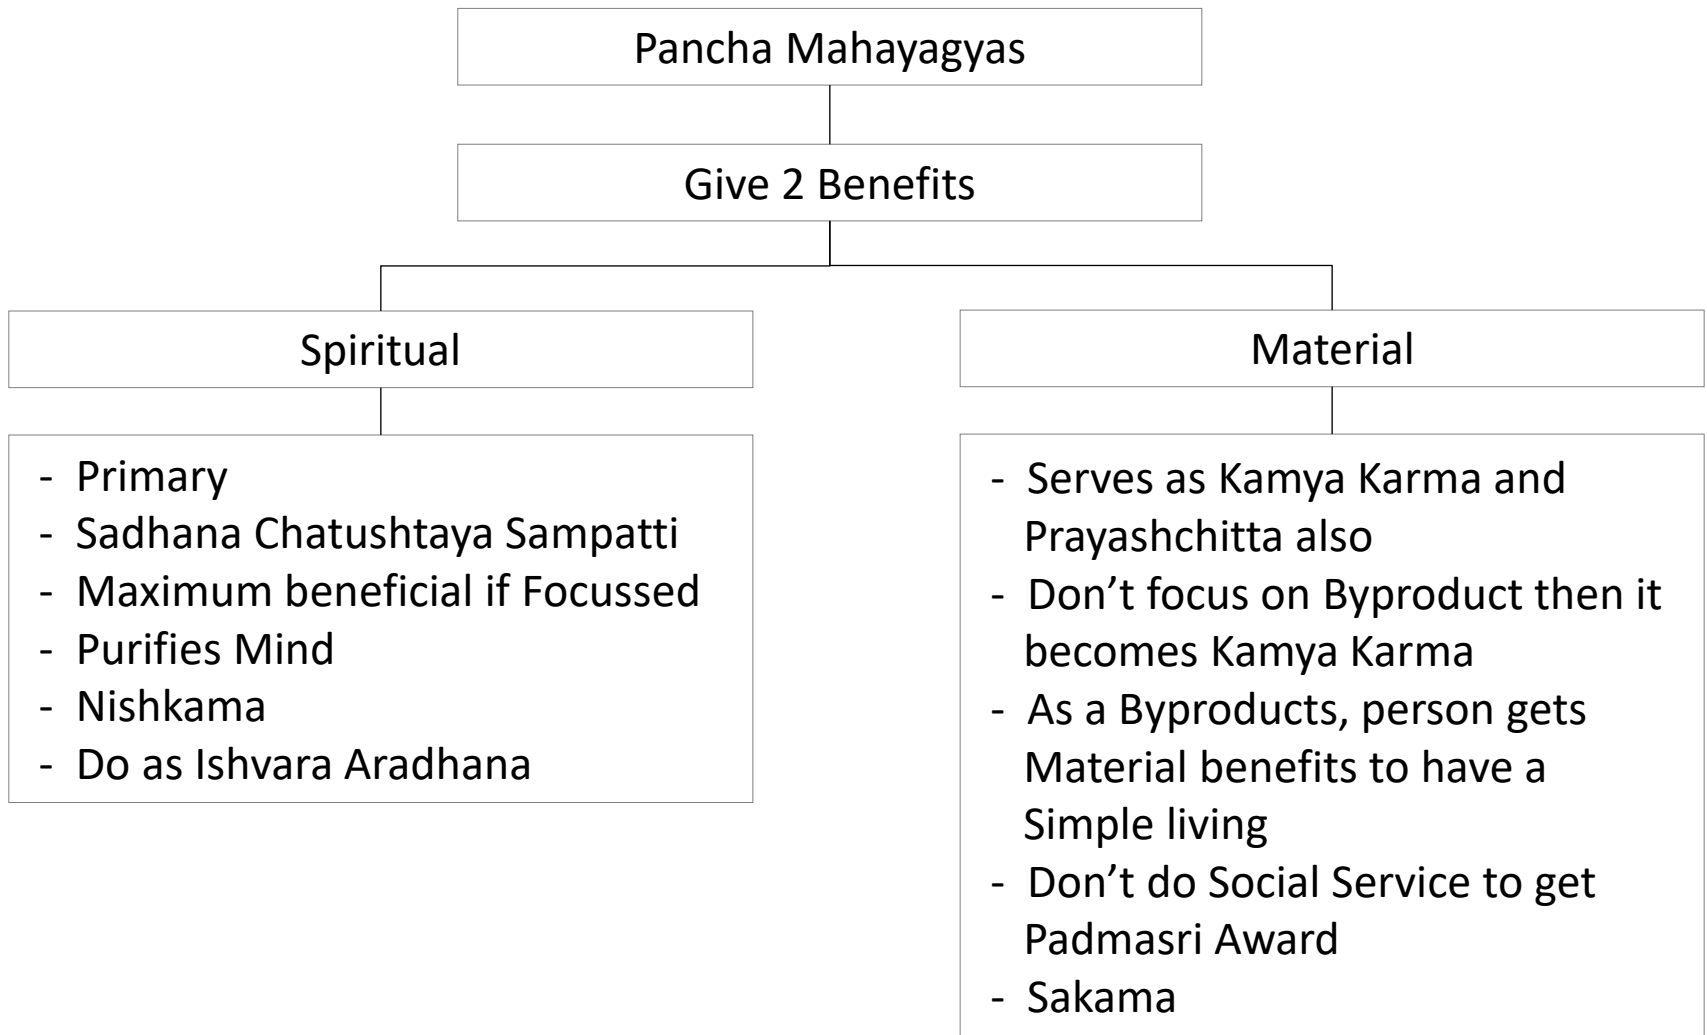 Pancha Mahayagyas
Give 2 Benefits
Spiritual
- Primary
- Sadhana Chatushtaya Sampatti
- Maximum beneficial if Focussed
- Purifies Mind
- Nishkama
- Do as Ishvara Aradhana
Material
- Serves as Kamya Karma and
Prayashchitta also
- Don’t focus on Byproduct then it
becomes Kamya Karma
- As a Byproducts, person gets
Material benefits to have a
Simple living
- Don’t do Social Service to get
Padmasri Award
- Sakama